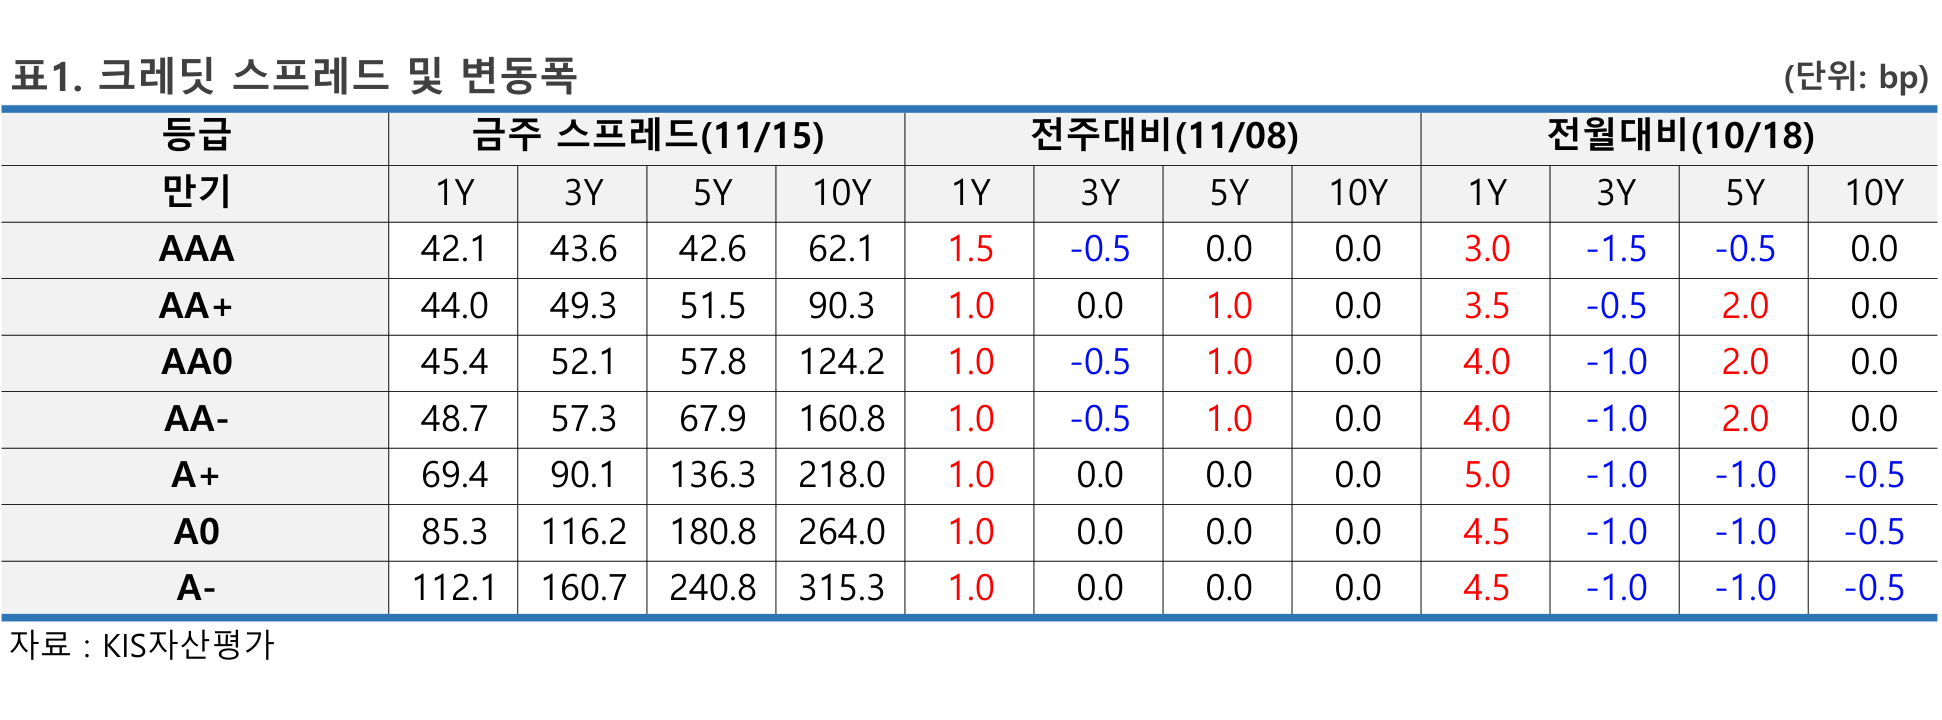 표1. 크레딧 스프레드 및 변동폭 (단위: bp)
등급 금주 스프레드(11/15) 전주대비(11/08) 전월대비(10/18)
만기 1Y 3Y 5Y 10Y 1Y 3Y 5Y 10Y 1Y 3Y 5Y 10Y
AAA 42.1 43.6 42.6 62.1 1.5 -0.5 0.0 0.0 3.0 -1.5 -0.5 0.0
AA+ 44.0 49.3 51.5 90.3 1.0 0.0 1.0 0.0 3.5 -0.5 2.0 0.0
AA0 45.4 52.1 57.8 124.2 1.0 -0.5 1.0 0.0 4.0 -1.0 2.0 0.0
AA- 48.7 57.3 67.9 160.8 1.0 -0.5 1.0 0.0 4.0 -1.0 2.0 0.0
A+ 69.4 90.1 136.3 218.0 1.0 0.0 0.0 0.0 5.0 -1.0 -1.0 -0.5
A0 85.3 116.2 180.8 264.0 1.0 0.0 0.0 0.0 4.5 -1.0 -1.0 -0.5
A- 112.1 160.7 240.8 315.3 1.0 0.0 0.0 0.0 4.5 -1.0 -1.0 -0.5
자료 : KIS자산평가